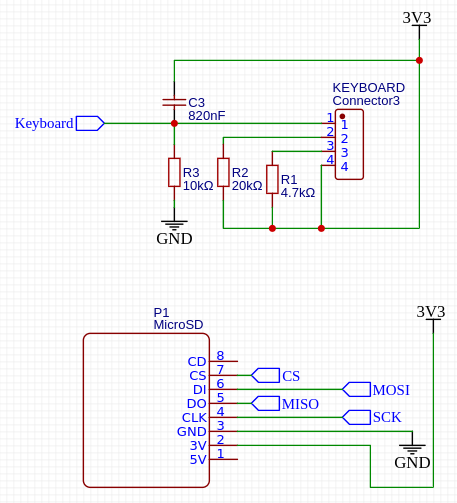 3V3
KEYBOARD
Connector3
C3
820nF
Keyboard
1
2
3
4
1
2
3
4
R3
10kΩ
R2
20kΩ
R1
4.7kΩ
GND
P1
MicroSD
3V3
CD 8
CS 7
CS
DI 6
MOSI
DO 5
MISO
CLK 4
SCK
GND 3
3V 2
5V 1
GND